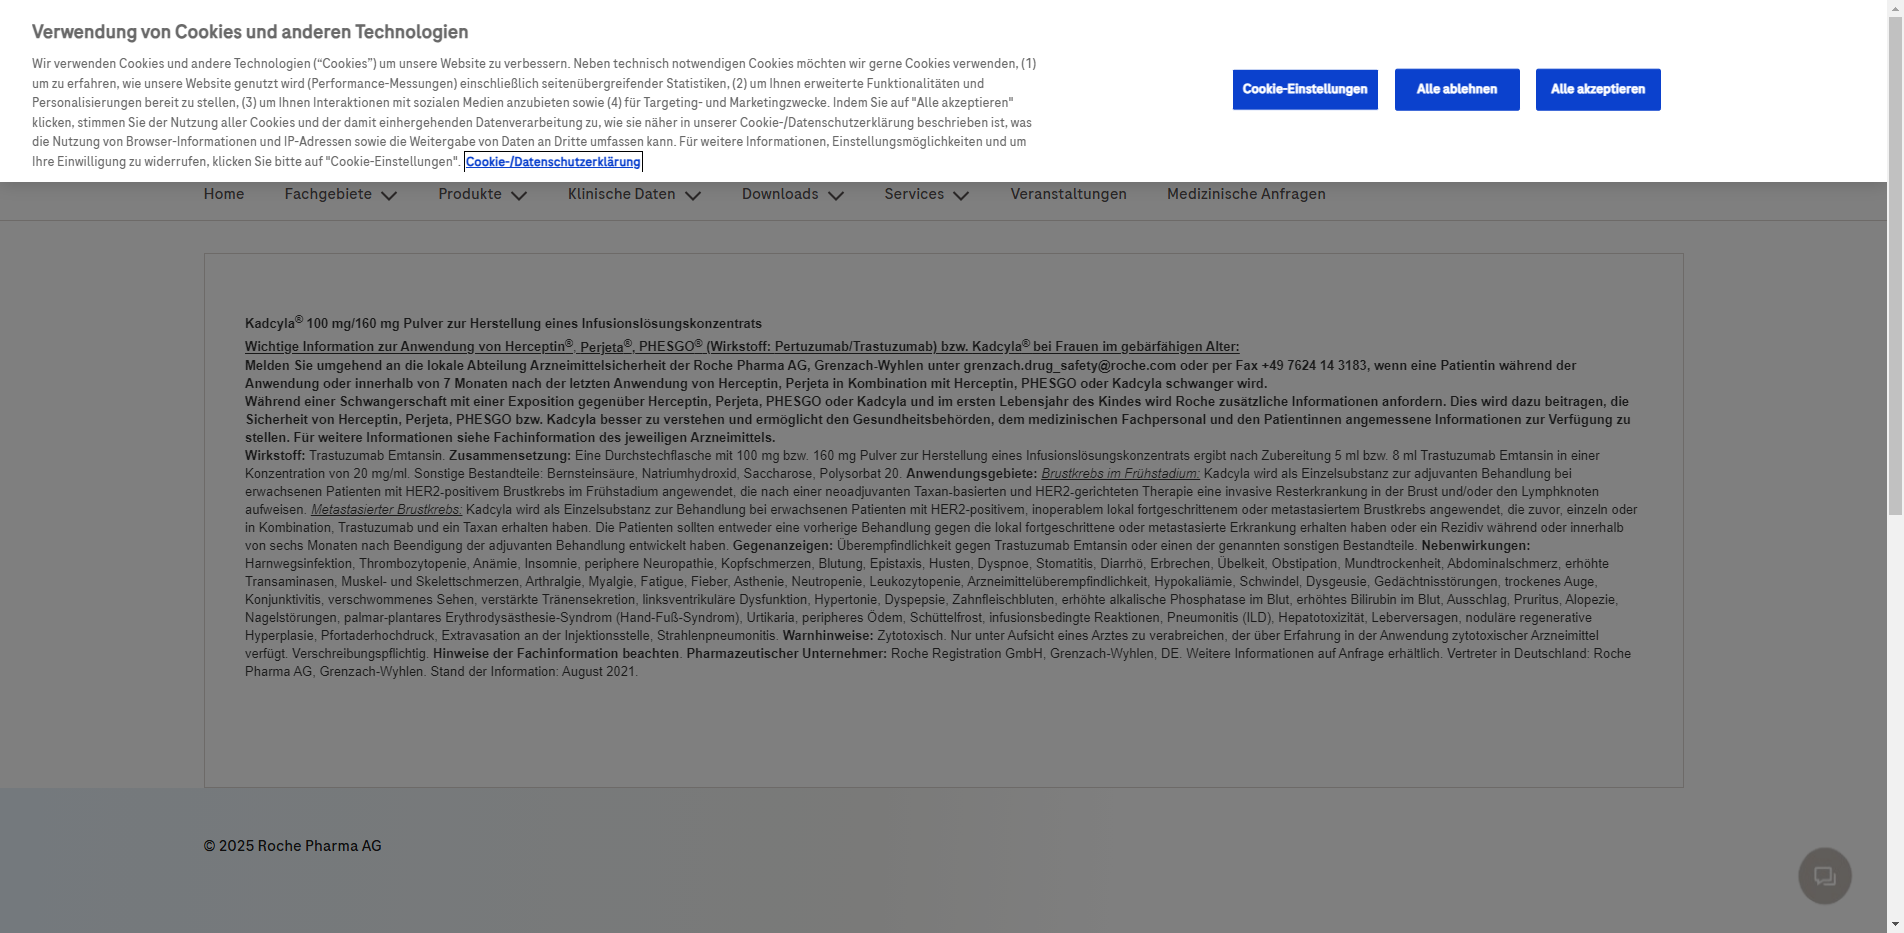 Verwendung von Cookies und anderen Technologien
Wir verwenden Cookies und andere Technologien (“Cookies”) um unsere Website zu verbessern. Neben technisch notwendigen Cookies möchten wir gerne Cookies verwenden, (1)
um zu erfahren, wie unsere Website genutzt wird (Performance-Messungen) einschließlich seitenübergreifender Statistiken, (2) um Ihnen erweiterte Funktionalitäten und
Personalisierungen bereit zu stellen, (3) um Ihnen Interaktionen mit sozialen Medien anzubieten sowie (4) für Targeting- und Marketingzwecke. Indem Sie auf "Alle akzeptieren"
klicken, stimmen Sie der Nutzung aller Cookies und der damit einhergehenden Datenverarbeitung zu, wie sie näher in unserer Cookie-/Datenschutzerklärung beschrieben ist, was
die Nutzung von Browser-Informationen und IP-Adressen sowie die Weitergabe von Daten an Dritte umfassen kann. Für weitere Informationen, Einstellungsmöglichkeiten und um
Ihre Einwilligung zu widerrufen, klicken Sie bitte auf "Cookie-Einstellungen". Cookie-/Datenschutzerklärung
Cookie-Einstellungen
Alle ablehnen
Alle akzeptieren
Home Fachgebiete Produkte Klinische Daten Downloads Services Veranstaltungen Medizinische Anfragen
Kadcyla® 100 mg/160 mg Pulver zur Herstellung eines Infusionslösungskonzentrats
Wichtige Information zur Anwendung von Herceptin®, Perjeta®, PHESGO® (Wirkstoff: Pertuzumab/Trastuzumab) bzw. Kadcyla® bei Frauen im gebärfähigen Alter:
Melden Sie umgehend an die lokale Abteilung Arzneimittelsicherheit der Roche Pharma AG, Grenzach-Wyhlen unter grenzach.drug_safety@roche.com oder per Fax +49 7624 14 3183, wenn eine Patientin während der
Anwendung oder innerhalb von 7 Monaten nach der letzten Anwendung von Herceptin, Perjeta in Kombination mit Herceptin, PHESGO oder Kadcyla schwanger wird.
Während einer Schwangerschaft mit einer Exposition gegenüber Herceptin, Perjeta, PHESGO oder Kadcyla und im ersten Lebensjahr des Kindes wird Roche zusätzliche Informationen anfordern. Dies wird dazu beitragen, die
Sicherheit von Herceptin, Perjeta, PHESGO bzw. Kadcyla besser zu verstehen und ermöglicht den Gesundheitsbehörden, dem medizinischen Fachpersonal und den Patientinnen angemessene Informationen zur Verfügung zu
stellen. Für weitere Informationen siehe Fachinformation des jeweiligen Arzneimittels.
Wirkstoff: Trastuzumab Emtansin. Zusammensetzung: Eine Durchstechflasche mit 100 mg bzw. 160 mg Pulver zur Herstellung eines Infusionslösungskonzentrats ergibt nach Zubereitung 5 ml bzw. 8 ml Trastuzumab Emtansin in einer
Konzentration von 20 mg/ml. Sonstige Bestandteile: Bernsteinsäure, Natriumhydroxid, Saccharose, Polysorbat 20. Anwendungsgebiete: Brustkrebs im Frühstadium: Kadcyla wird als Einzelsubstanz zur adjuvanten Behandlung bei
erwachsenen Patienten mit HER2-positivem Brustkrebs im Frühstadium angewendet, die nach einer neoadjuvanten Taxan-basierten und HER2-gerichteten Therapie eine invasive Resterkrankung in der Brust und/oder den Lymphknoten
aufweisen. Metastasierter Brustkrebs: Kadcyla wird als Einzelsubstanz zur Behandlung bei erwachsenen Patienten mit HER2-positivem, inoperablem lokal fortgeschrittenem oder metastasiertem Brustkrebs angewendet, die zuvor, einzeln oder
in Kombination, Trastuzumab und ein Taxan erhalten haben. Die Patienten sollten entweder eine vorherige Behandlung gegen die lokal fortgeschrittene oder metastasierte Erkrankung erhalten haben oder ein Rezidiv während oder innerhalb
von sechs Monaten nach Beendigung der adjuvanten Behandlung entwickelt haben. Gegenanzeigen: Überempfindlichkeit gegen Trastuzumab Emtansin oder einen der genannten sonstigen Bestandteile. Nebenwirkungen:
Harnwegsinfektion, Thrombozytopenie, Anämie, Insomnie, periphere Neuropathie, Kopfschmerzen, Blutung, Epistaxis, Husten, Dyspnoe, Stomatitis, Diarrhö, Erbrechen, Übelkeit, Obstipation, Mundtrockenheit, Abdominalschmerz, erhöhte
Transaminasen, Muskel- und Skelettschmerzen, Arthralgie, Myalgie, Fatigue, Fieber, Asthenie, Neutropenie, Leukozytopenie, Arzneimittelüberempfindlichkeit, Hypokaliämie, Schwindel, Dysgeusie, Gedächtnisstörungen, trockenes Auge,
Konjunktivitis, verschwommenes Sehen, verstärkte Tränensekretion, linksventrikuläre Dysfunktion, Hypertonie, Dyspepsie, Zahnfleischbluten, erhöhte alkalische Phosphatase im Blut, erhöhtes Bilirubin im Blut, Ausschlag, Pruritus, Alopezie,
Nagelstörungen, palmar-plantares Erythrodysästhesie-Syndrom (Hand-Fuß-Syndrom), Urtikaria, peripheres Ödem, Schüttelfrost, infusionsbedingte Reaktionen, Pneumonitis (ILD), Hepatotoxizität, Leberversagen, noduläre regenerative
Hyperplasie, Pfortaderhochdruck, Extravasation an der Injektionsstelle, Strahlenpneumonitis. Warnhinweise: Zytotoxisch. Nur unter Aufsicht eines Arztes zu verabreichen, der über Erfahrung in der Anwendung zytotoxischer Arzneimittel
verfügt. Verschreibungspflichtig. Hinweise der Fachinformation beachten. Pharmazeutischer Unternehmer: Roche Registration GmbH, Grenzach-Wyhlen, DE. Weitere Informationen auf Anfrage erhältlich. Vertreter in Deutschland: Roche
Pharma AG, Grenzach-Wyhlen. Stand der Information: August 2021.
© 2025 Roche Pharma AG